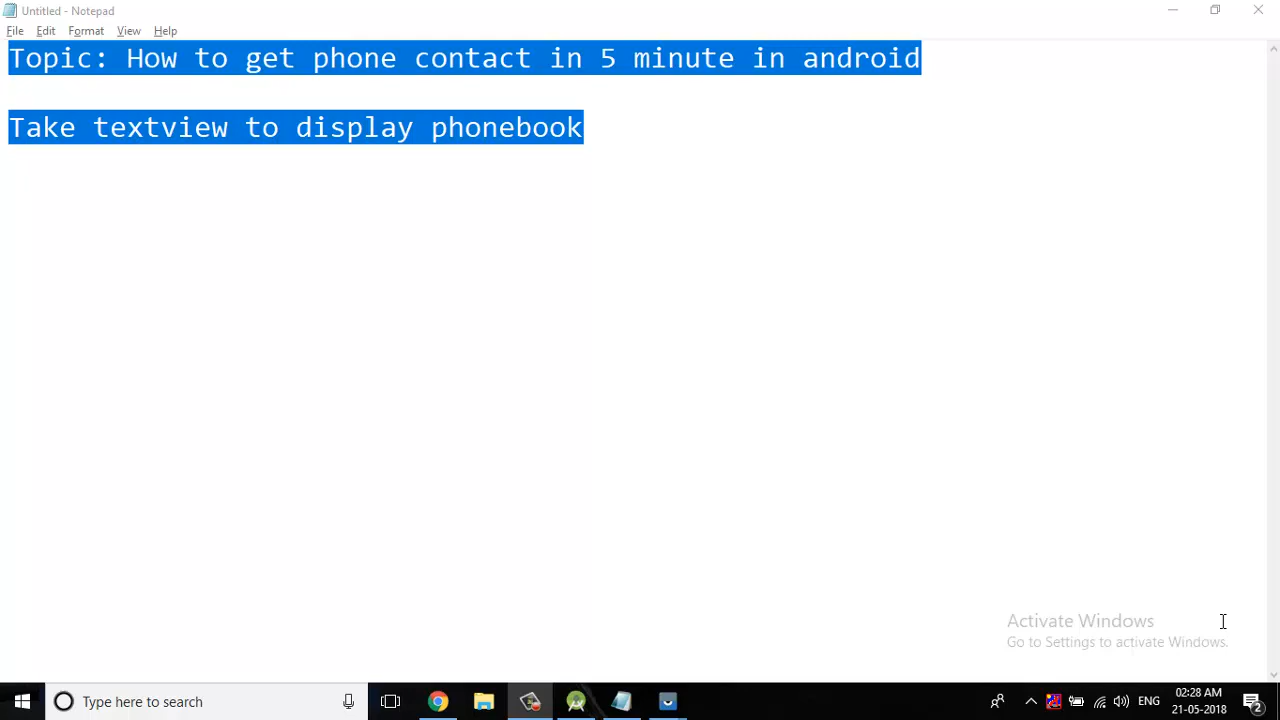 Untitled - Notepad
File Edit Format View Help
Topic: How to get phone contact in 5 minute in android
Take textview to display phonebook
Activate Windows
Go to Settings to activate Windows.
Type here to search
ENG
02:28 AM
21-05-2018
2